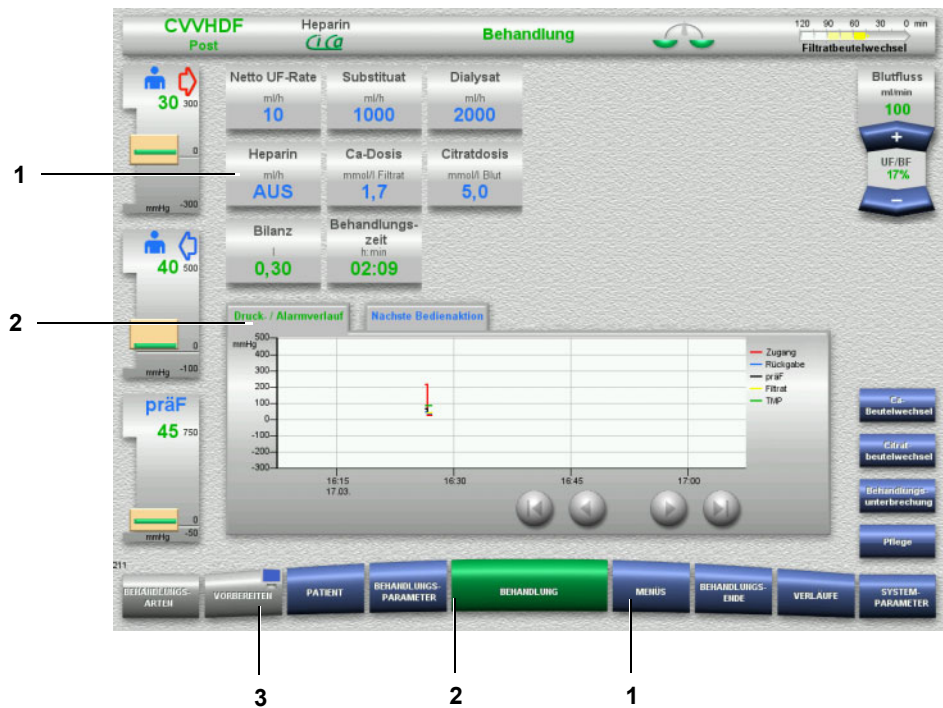 CVVHDF
Post
Heparin
CiCa
Behandlung
120 90 60 30 0 min
Filtratbeutelwechsel
30 300
0
mmHg -300
40 500
0
mmHg -100
präF
45 750
0
mmHg -50
Netto UF-Rate
ml/h
10
Substituat
ml/h
1000
Dialysat
ml/h
2000
Heparin
ml/h
AUS
Ca-Dosis
mmol/l Filtrat
1,7
Citratdosis
mmol/l Blut
5,0
Bilanz
l
0,30
Behandlungs-
zeit
h:min
02:09
Blutfluss
ml/min
100
+
UF/BF
17%
–
1
2
Druck- / Alarmverlauf
Nächste Bedienaktion
mmHg
500
400
300
200
100
0
-100
-200
-300
16:15
17.03.
16:30
16:45
17:00
Zugang
Rückgabe
präF
Filtrat
TMP
Ca-
Beutelwechsel
Citrat-
beutelwechsel
Behandlungs-
unterbrechung
Pflege
211
BEHANDLUNGS-
ARTEN
VORBEREITEN
PATIENT
BEHANDLUNGS-
PARAMETER
BEHANDLUNG
MENÜS
BEHANDLUNGS-
ENDE
VERLÄUFE
SYSTEM-
PARAMETER
3
2
1